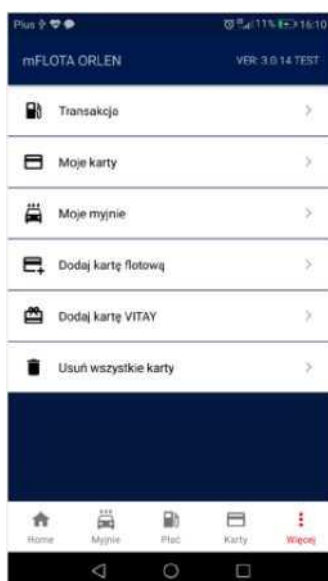 Plus
11% 16:10
mFLOTA ORLEN
VER: 3.0.14 TEST
Transakcja
Moje karty
Moje myjnie
Dodaj kartę flotową
Dodaj kartę VITAY
Usuń wszystkie karty
Home Myjnie Płać Karty Więcej